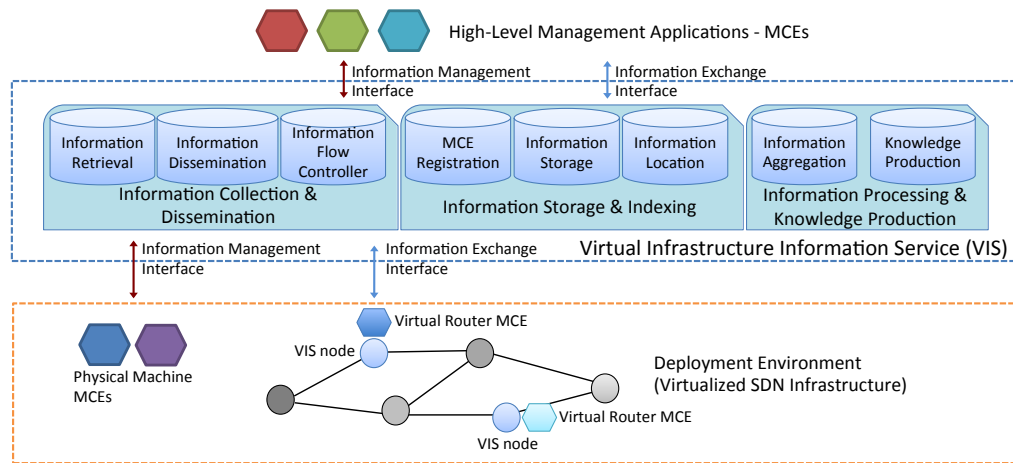 High-Level Management Applications - MCEs
Information Management
Interface
Information Exchange
Interface
Information
Retrieval
Information
Dissemination
Information
Flow
Controller
Information Collection &
Dissemination
MCE
Registration
Information
Storage
Information
Location
Information Storage & Indexing
Information
Aggregation
Knowledge
Production
Information Processing &
Knowledge Production
Virtual Infrastructure Information Service (VIS)
Information Management
Interface
Information Exchange
Interface
Physical Machine
MCEs
Virtual Router MCE
VIS node
Virtual Router MCE
VIS node
Deployment Environment
(Virtualized SDN Infrastructure)